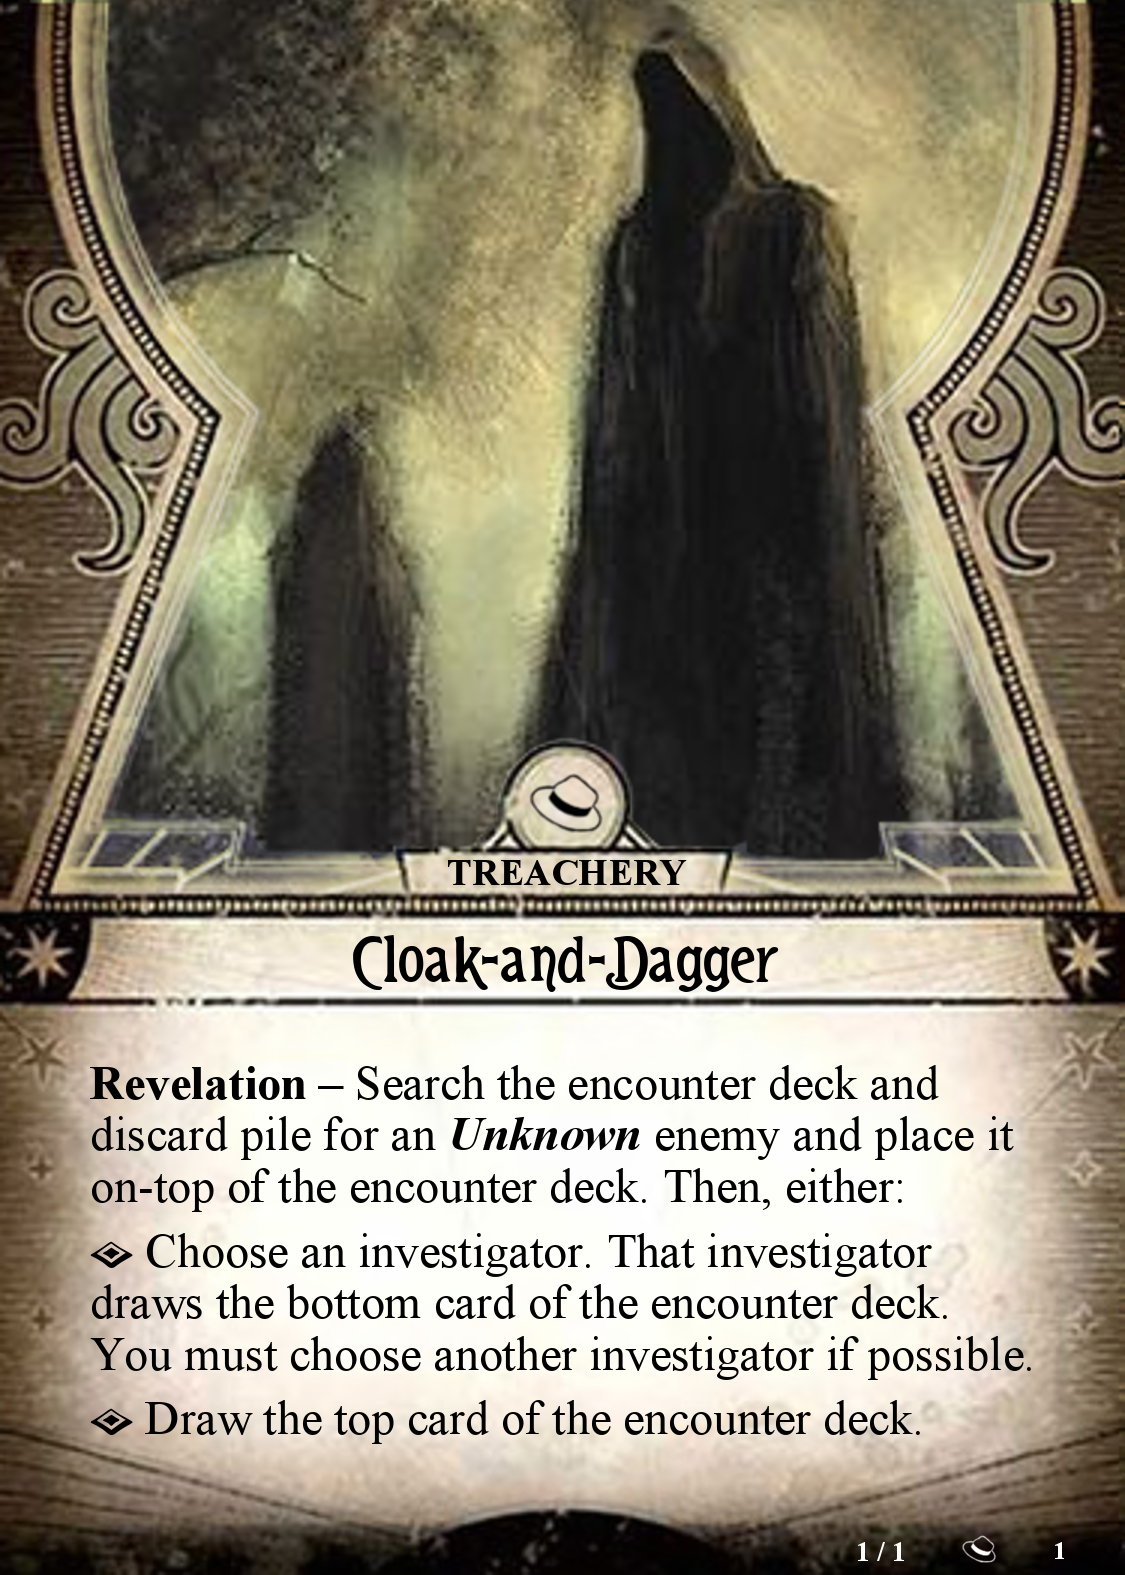 TREACHERY
Cloak-and-Dagger
Revelation – Search the encounter deck and
discard pile for an Unknown enemy and place it
on-top of the encounter deck. Then, either:
Choose an investigator. That investigator
draws the bottom card of the encounter deck.
You must choose another investigator if possible.
Draw the top card of the encounter deck.
1 / 1 1